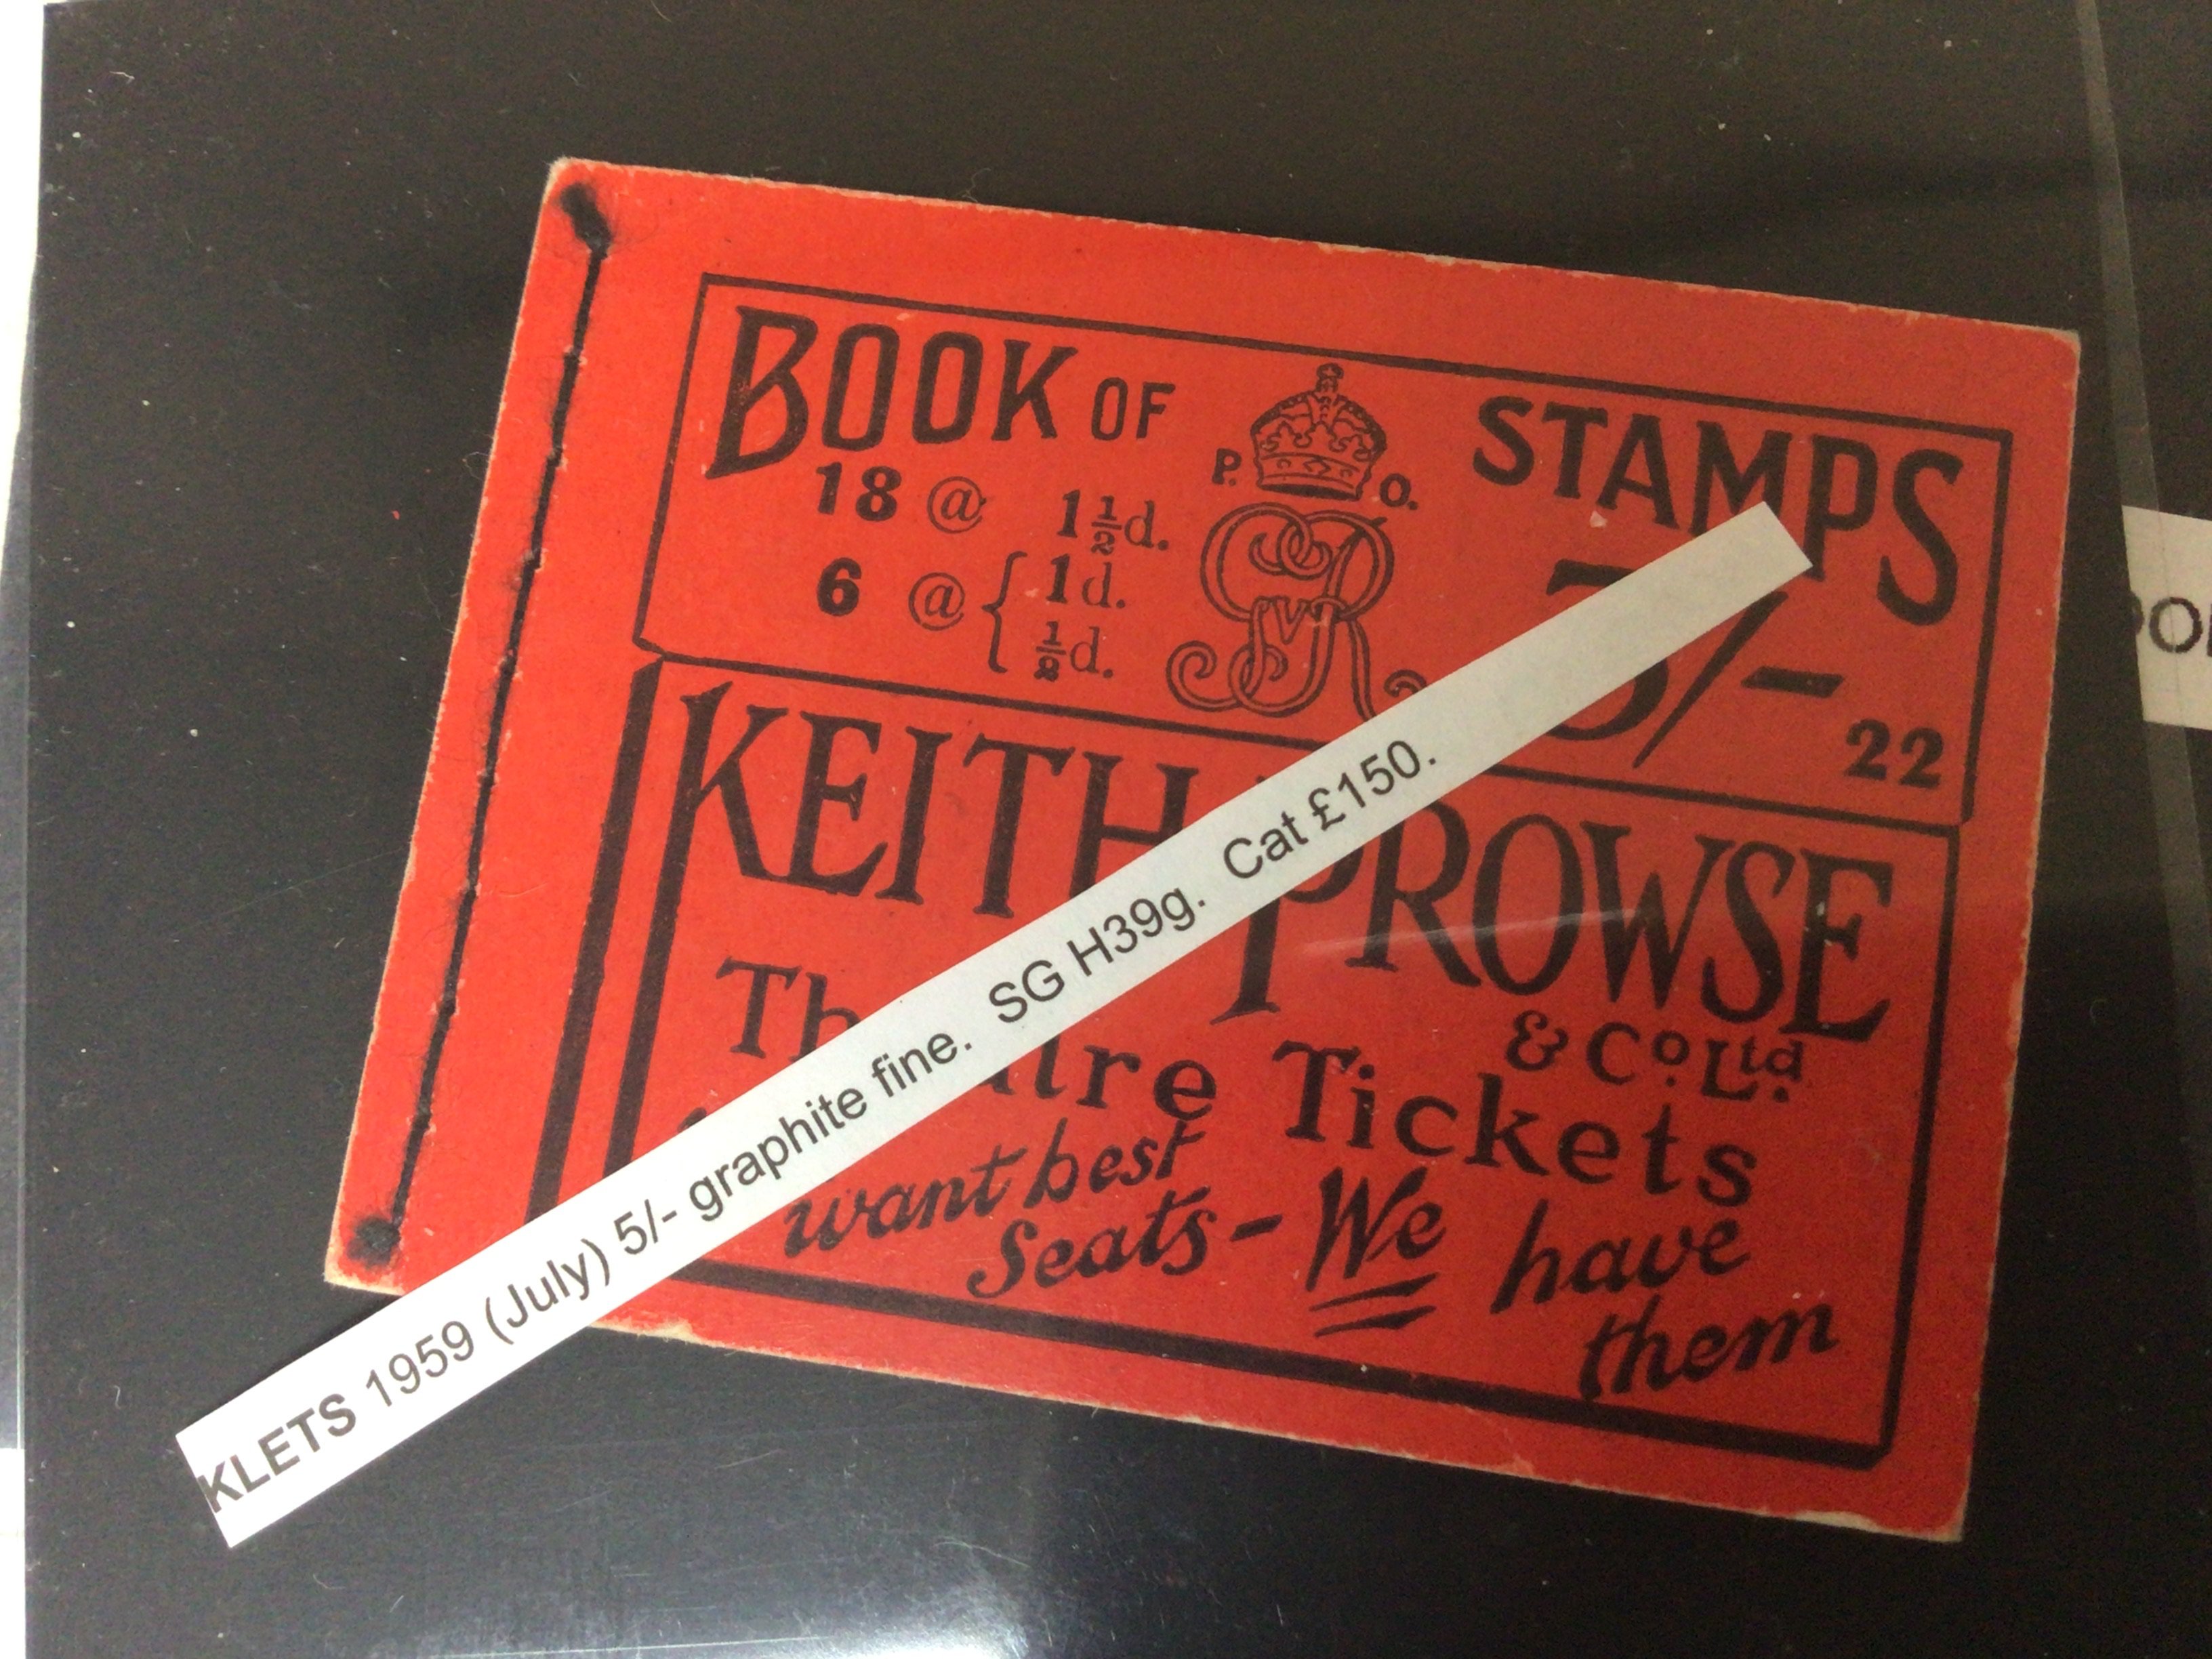 BOOK OF STAMPS
P. O.
18 @ 1½d.
6 @ { 1d.
½d.
GVIR
3/-
22
KEITH PROWSE
& Co. Ltd.
Tickets
want best
Seats - We have
them
KLETS 1959 (July) 5/- graphite fine. SG H39g. Cat £150.